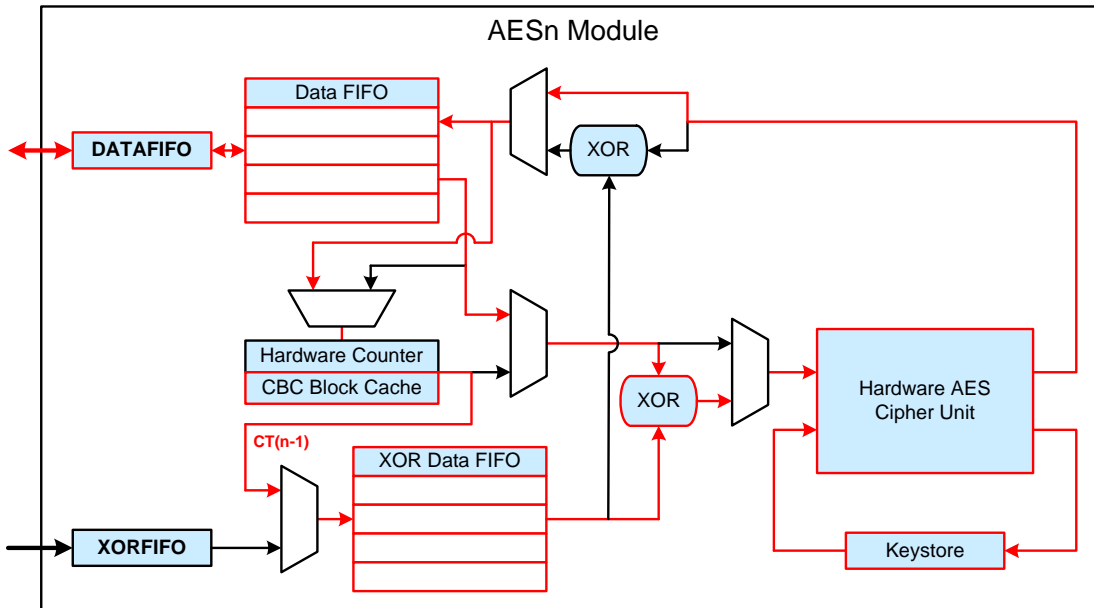 AESn Module
Data FIFO
DATAFIFO
XOR
Hardware Counter
CBC Block Cache
XOR
Hardware AES
Cipher Unit
CT(n-1)
XOR Data FIFO
XORFIFO
Keystore